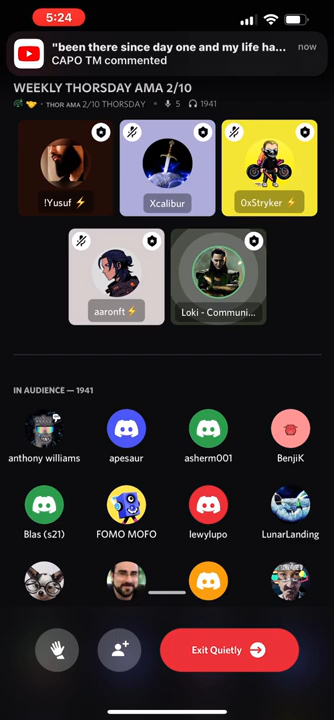 5:24
"been there since day one and my life ha...
now
CAPO TM commented
WEEKLY THORSDAY AMA 2/10
THOR AMA 2/10 THORSDAY • 5 1941
!Yusuf ⚡
Xcalibur
0xStryker ⚡
aaronft ⚡
Loki - Communi...
IN AUDIENCE — 1941
anthony williams
apesaur
asherm001
BenjiK
Blas (s21)
FOMO MOFO
lewylupo
LunarLanding
Exit Quietly